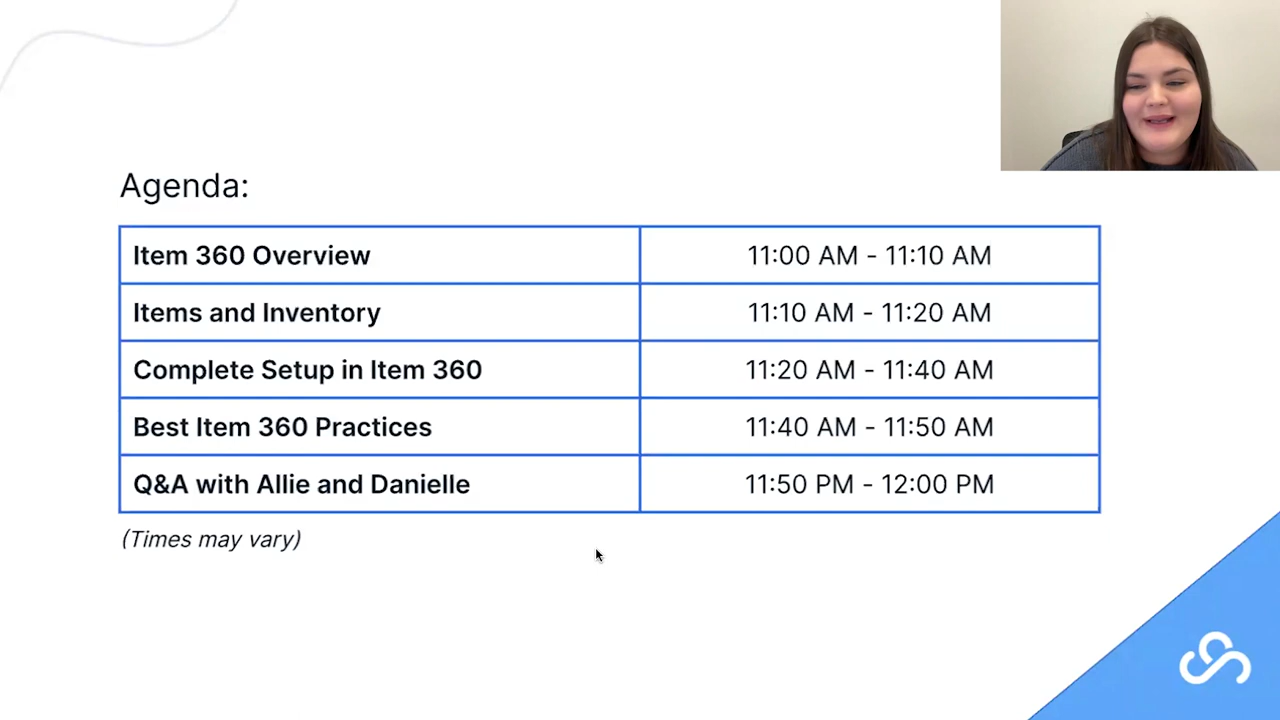 Agenda:
Item 360 Overview 11:00 AM - 11:10 AM
Items and Inventory 11:10 AM - 11:20 AM
Complete Setup in Item 360 11:20 AM - 11:40 AM
Best Item 360 Practices 11:40 AM - 11:50 AM
Q&A with Allie and Danielle 11:50 PM - 12:00 PM
(Times may vary)